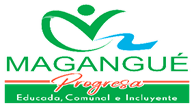 MAGANGUÉ
Progresa
Educada, Comunal e Incluyente